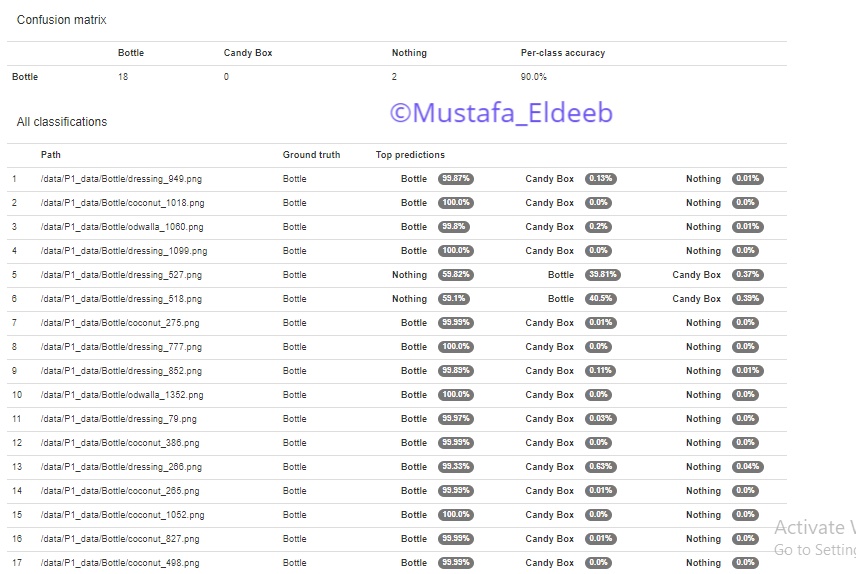 Confusion matrix
Bottle Candy Box Nothing Per-class accuracy
Bottle 18 0 2 90.0%
©Mustafa_Eldeeb
All classifications
Path Ground truth Top predictions
1 /data/P1_data/Bottle/dressing_949.png Bottle Bottle 99.87% Candy Box 0.13% Nothing 0.01%
2 /data/P1_data/Bottle/coconut_1018.png Bottle Bottle 100.0% Candy Box 0.0% Nothing 0.0%
3 /data/P1_data/Bottle/odwalla_1060.png Bottle Bottle 99.8% Candy Box 0.2% Nothing 0.01%
4 /data/P1_data/Bottle/dressing_1099.png Bottle Bottle 100.0% Candy Box 0.0% Nothing 0.0%
5 /data/P1_data/Bottle/dressing_527.png Bottle Nothing 59.82% Bottle 39.81% Candy Box 0.37%
6 /data/P1_data/Bottle/dressing_518.png Bottle Nothing 59.1% Bottle 40.5% Candy Box 0.39%
7 /data/P1_data/Bottle/coconut_275.png Bottle Bottle 99.99% Candy Box 0.01% Nothing 0.0%
8 /data/P1_data/Bottle/dressing_777.png Bottle Bottle 100.0% Candy Box 0.0% Nothing 0.0%
9 /data/P1_data/Bottle/dressing_852.png Bottle Bottle 99.89% Candy Box 0.11% Nothing 0.01%
10 /data/P1_data/Bottle/odwalla_1352.png Bottle Bottle 100.0% Candy Box 0.0% Nothing 0.0%
11 /data/P1_data/Bottle/dressing_79.png Bottle Bottle 99.97% Candy Box 0.03% Nothing 0.0%
12 /data/P1_data/Bottle/coconut_386.png Bottle Bottle 99.99% Candy Box 0.0% Nothing 0.0%
13 /data/P1_data/Bottle/dressing_266.png Bottle Bottle 99.33% Candy Box 0.63% Nothing 0.04%
14 /data/P1_data/Bottle/coconut_265.png Bottle Bottle 99.99% Candy Box 0.01% Nothing 0.0%
15 /data/P1_data/Bottle/coconut_1052.png Bottle Bottle 100.0% Candy Box 0.0% Nothing 0.0%
Activate
16 /data/P1_data/Bottle/coconut_827.png Bottle Bottle 99.99% Candy Box 0.01% Nothing 0.0%
Go to Setting
17 /data/P1_data/Bottle/coconut_498.png Bottle Bottle 99.99% Candy Box 0.0% Nothing 0.0%